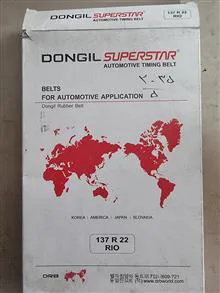 DONGIL SUPERSTAR
AUTOMOTIVE TIMING BELT
137 R 22
RIO
DONGIL SUPERSTAR®
AUTOMOTIVE TIMING BELT
BELTS
FOR AUTOMOTIVE APPLICATION
Dongil Rubber Belt
KOREA | AMERICA | JAPAN | SLOVAKIA
137 R 22
RIO
DRB
www.drbworld.com